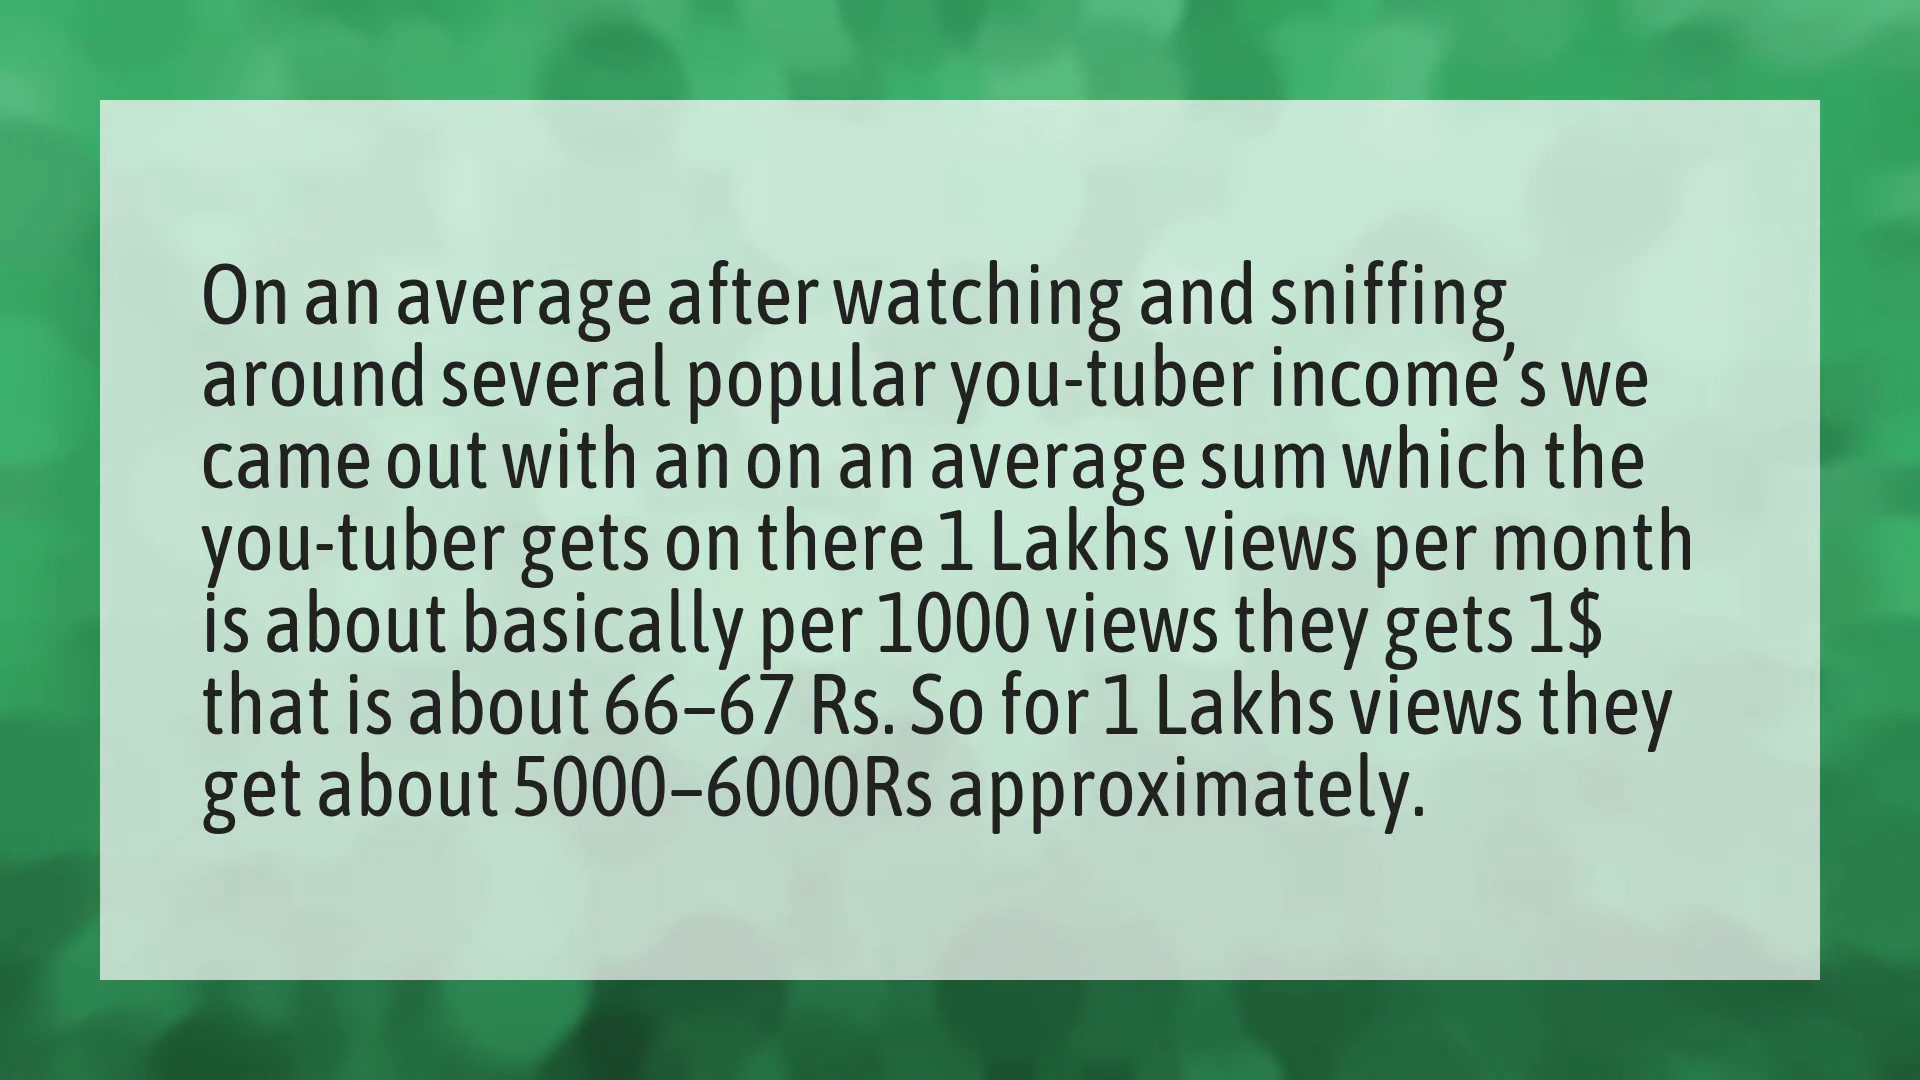 On an average after watching and sniffing
around several popular you-tuber income’s we
came out with an on an average sum which the
you-tuber gets on there 1 Lakhs views per month
is about basically per 1000 views they gets 1$
that is about 66–67 Rs. So for 1 Lakhs views they
get about 5000–6000Rs approximately.